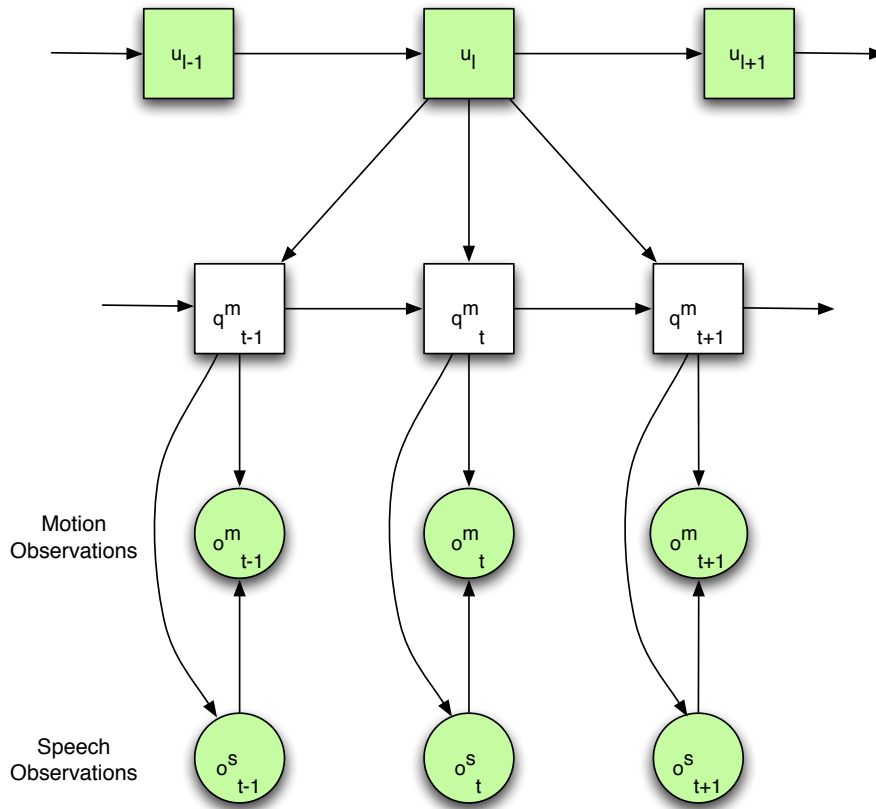 u l-1
u l
u l+1
q m t-1
q m t
q m t+1
Motion
Observations
o m t-1
o m t
o m t+1
Speech
Observations
o s t-1
o s t
o s t+1